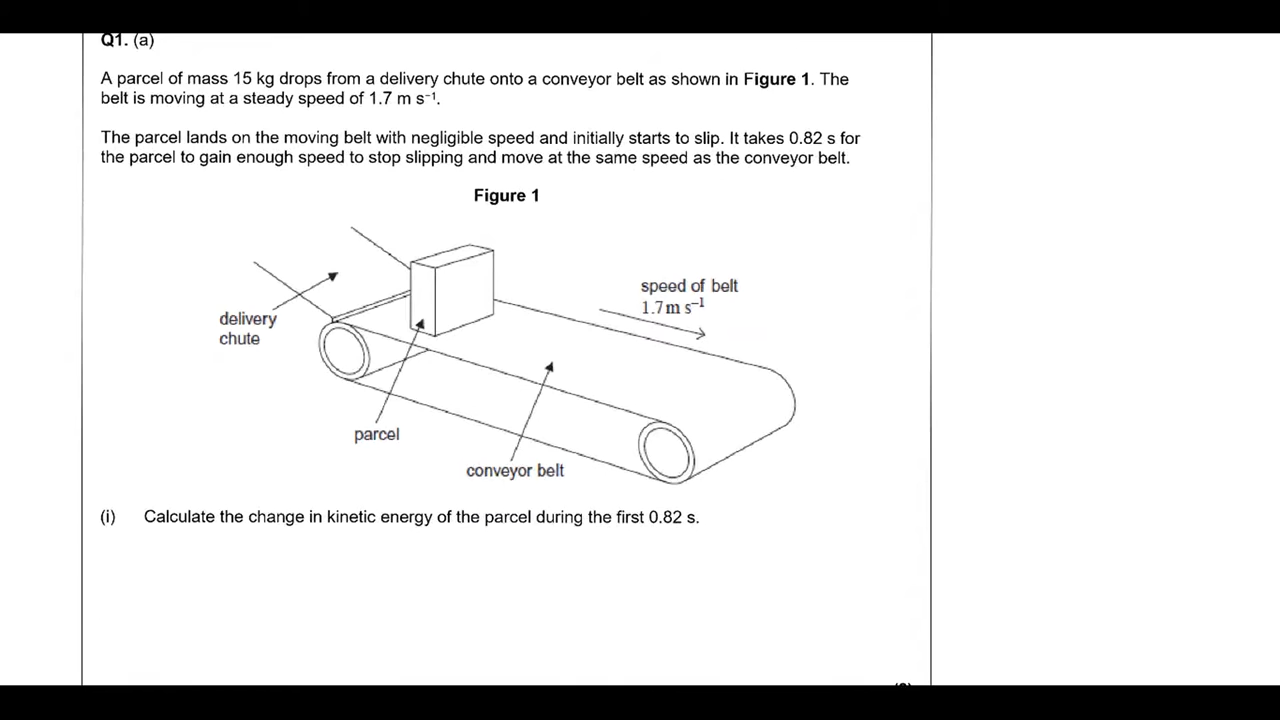 Q1. (a)
A parcel of mass 15 kg drops from a delivery chute onto a conveyor belt as shown in Figure 1. The
belt is moving at a steady speed of 1.7 m s⁻¹.
The parcel lands on the moving belt with negligible speed and initially starts to slip. It takes 0.82 s for
the parcel to gain enough speed to stop slipping and move at the same speed as the conveyor belt.
Figure 1
speed of belt
1.7 m s⁻¹
delivery
chute
parcel
conveyor belt
(i) Calculate the change in kinetic energy of the parcel during the first 0.82 s.